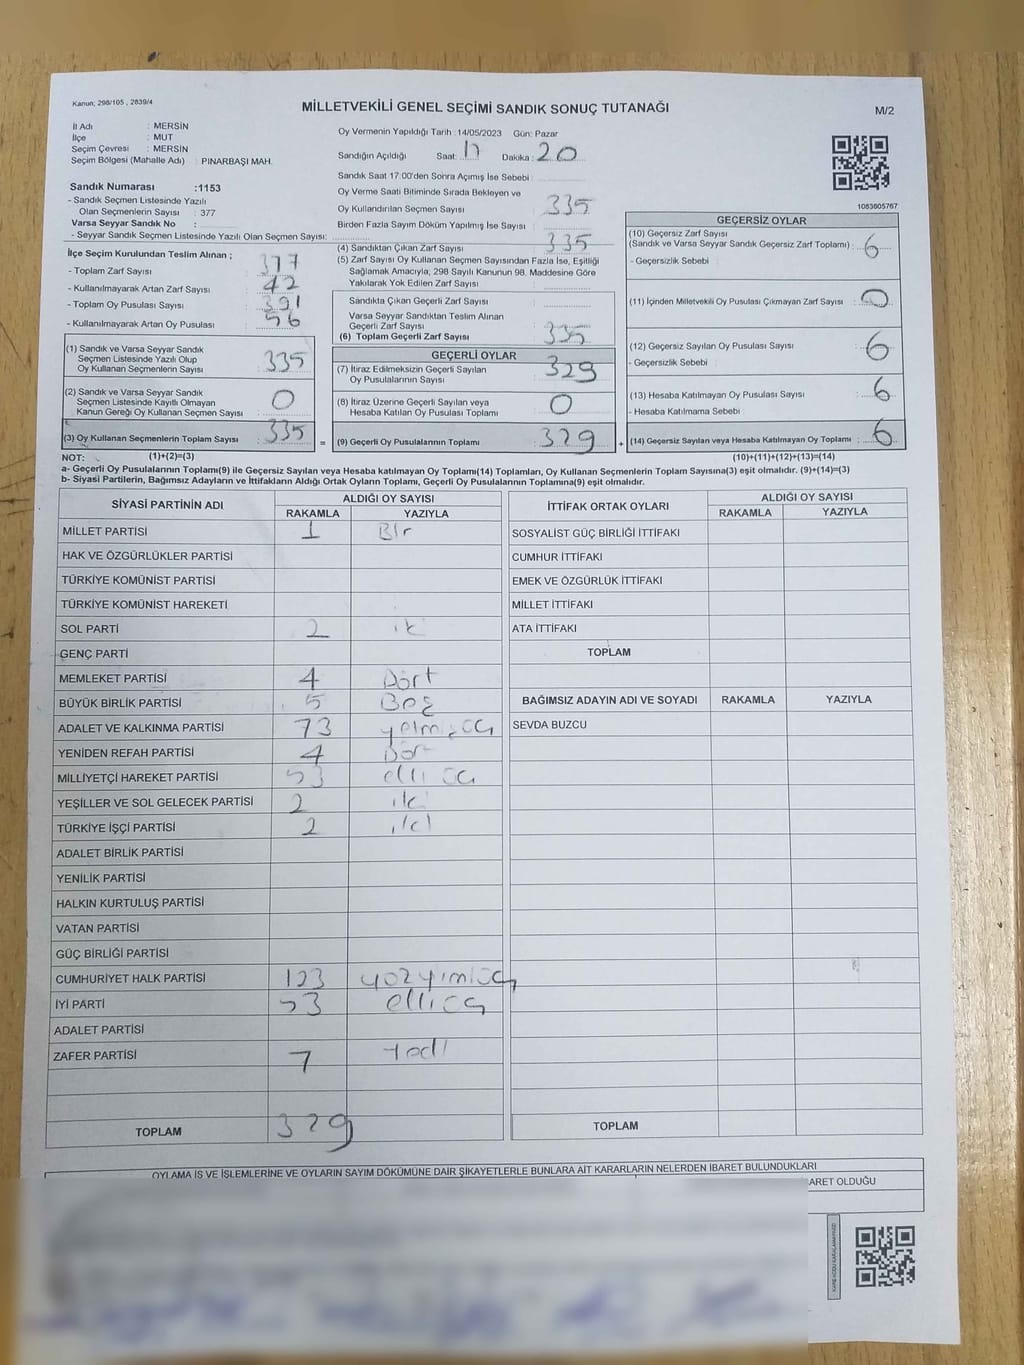 Kanun; 298/105 , 2839/4
MİLLETVEKİLİ GENEL SEÇİMİ SANDIK SONUÇ TUTANAĞI
M/2
İl Adı : MERSİN
İlçe : MUT
Seçim Çevresi : MERSİN
Seçim Bölgesi (Mahalle Adı) : PINARBAŞI MAH.
Sandık Numarası :1153
- Sandık Seçmen Listesinde Yazılı
Olan Seçmenlerin Sayısı : 377
Varsa Seyyar Sandık No :
- Seyyar Sandık Seçmen Listesinde Yazılı Olan Seçmen Sayısı:
İlçe Seçim Kurulundan Teslim Alınan ;
- Toplam Zarf Sayısı : 377
- Kullanılmayarak Artan Zarf Sayısı : 42
- Toplam Oy Pusulası Sayısı : 391
- Kullanılmayarak Artan Oy Pusulası : 56
(1) Sandık ve Varsa Seyyar Sandık
Seçmen Listesinde Yazılı Olup
Oy Kullanan Seçmenlerin Sayısı : 335
(2) Sandık ve Varsa Seyyar Sandık
Seçmen Listesinde Kayıtlı Olmayan
Kanun Gereği Oy Kullanan Seçmen Sayısı : 0
(3) Oy Kullanan Seçmenlerin Toplam Sayısı : 335
Oy Vermenin Yapıldığı Tarih :14/05/2023 Gün: Pazar
Sandığın Açıldığı Saat: 17 Dakika : 20
Sandık Saat 17:00'den Sonra Açımış İse Sebebi :
Oy Verme Saati Bitiminde Sırada Bekleyen ve
Oy Kullandırılan Seçmen Sayısı : 335
Birden Fazla Sayım Döküm Yapılmış İse Sayısı :
(4) Sandıktan Çıkan Zarf Sayısı : 335
(5) Zarf Sayısı Oy Kullanan Seçmen Sayısından Fazla İse, Eşitliği
Sağlamak Amacıyla; 298 Sayılı Kanunun 98. Maddesine Göre
Yakılarak Yok Edilen Zarf Sayısı :
Sandıkta Çıkan Geçerli Zarf Sayısı :
Varsa Seyyar Sandıktan Teslim Alınan
Geçerli Zarf Sayısı :
(6) Toplam Geçerli Zarf Sayısı : 335
GEÇERLİ OYLAR
(7) İtiraz Edilmeksizin Geçerli Sayılan
Oy Pusulalarının Sayısı : 329
(8) İtiraz Üzerine Geçerli Sayılan veya
Hesaba Katılan Oy Pusulası Toplamı : 0
= (9) Geçerli Oy Pusulalarının Toplamı : 329
1083605767
GEÇERSİZ OYLAR
(10) Geçersiz Zarf Sayısı
(Sandık ve Varsa Seyyar Sandık Geçersiz Zarf Toplamı) : 6
- Geçersizlik Sebebi :
(11) İçinden Milletvekili Oy Pusulası Çıkmayan Zarf Sayısı : 0
(12) Geçersiz Sayılan Oy Pusulası Sayısı : 6
- Geçersizlik Sebebi :
(13) Hesaba Katılmayan Oy Pusulası Sayısı : 6
- Hesaba Katılmama Sebebi :
+ (14) Geçersiz Sayılan veya Hesaba Katılmayan Oy Toplamı : 6
NOT: (1)+(2)=(3) (10)+(11)+(12)+(13)=(14)
a- Geçerli Oy Pusulalarının Toplamı(9) ile Geçersiz Sayılan veya Hesaba katılmayan Oy Toplamı(14) Toplamları, Oy Kullanan Seçmenlerin Toplam Sayısına(3) eşit olmalıdır. (9)+(14)=(3)
b- Siyasi Partilerin, Bağımsız Adayların ve İttifakların Aldığı Ortak Oyların Toplamı, Geçerli Oy Pusulalarının Toplamına(9) eşit olmalıdır.
SİYASİ PARTİNİN ADI ALDIĞI OY SAYISI
RAKAMLA YAZIYLA
MİLLET PARTİSİ 1 Bir
HAK VE ÖZGÜRLÜKLER PARTİSİ
TÜRKİYE KOMÜNİST PARTİSİ
TÜRKİYE KOMÜNİST HAREKETİ
SOL PARTİ 2 iki
GENÇ PARTİ
MEMLEKET PARTİSİ 4 Dört
BÜYÜK BİRLİK PARTİSİ 5 Beş
ADALET VE KALKINMA PARTİSİ 73
YENİDEN REFAH PARTİSİ 4 Dört
MİLLİYETÇİ HAREKET PARTİSİ 53 elli üç
YEŞİLLER VE SOL GELECEK PARTİSİ 2 iki
TÜRKİYE İŞÇİ PARTİSİ 2 iki
ADALET BİRLİK PARTİSİ
YENİLİK PARTİSİ
HALKIN KURTULUŞ PARTİSİ
VATAN PARTİSİ
GÜÇ BİRLİĞİ PARTİSİ
CUMHURİYET HALK PARTİSİ 123
İYİ PARTİ 53 elliüç
ADALET PARTİSİ
ZAFER PARTİSİ 7 Yedi
TOPLAM 329
İTTİFAK ORTAK OYLARI ALDIĞI OY SAYISI
RAKAMLA YAZIYLA
SOSYALİST GÜÇ BİRLİĞİ İTTİFAKI
CUMHUR İTTİFAKI
EMEK VE ÖZGÜRLÜK İTTİFAKI
MİLLET İTTİFAKI
ATA İTTİFAKI
TOPLAM
BAĞIMSIZ ADAYIN ADI VE SOYADI RAKAMLA YAZIYLA
SEVDA BUZCU
TOPLAM
OYLAMA İŞ VE İŞLEMLERİNE VE OYLARIN SAYIM DÖKÜMÜNE DAİR ŞİKAYETLERLE BUNLARA AİT KARARLARIN NELERDEN İBARET BULUNDUKLARI
OLDUĞU